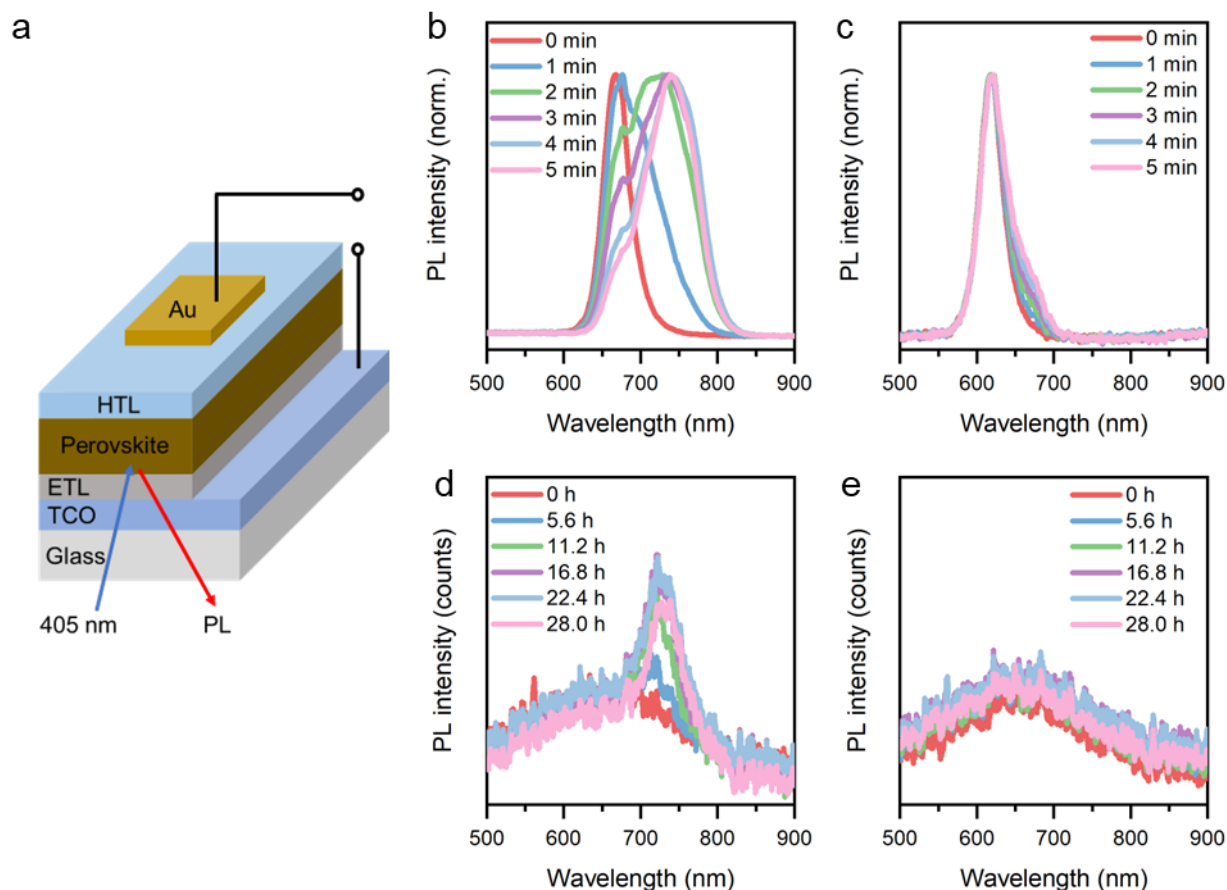 a
Au
HTL
Perovskite
ETL
TCO
Glass
405 nm
PL
b
0 min
1 min
2 min
3 min
4 min
5 min
PL intensity (norm.)
500 600 700 800 900
Wavelength (nm)
c
0 min
1 min
2 min
3 min
4 min
5 min
PL intensity (norm.)
500 600 700 800 900
Wavelength (nm)
d
0 h
5.6 h
11.2 h
16.8 h
22.4 h
28.0 h
PL intensity (counts)
500 600 700 800 900
Wavelength (nm)
e
0 h
5.6 h
11.2 h
16.8 h
22.4 h
28.0 h
PL intensity (counts)
500 600 700 800 900
Wavelength (nm)